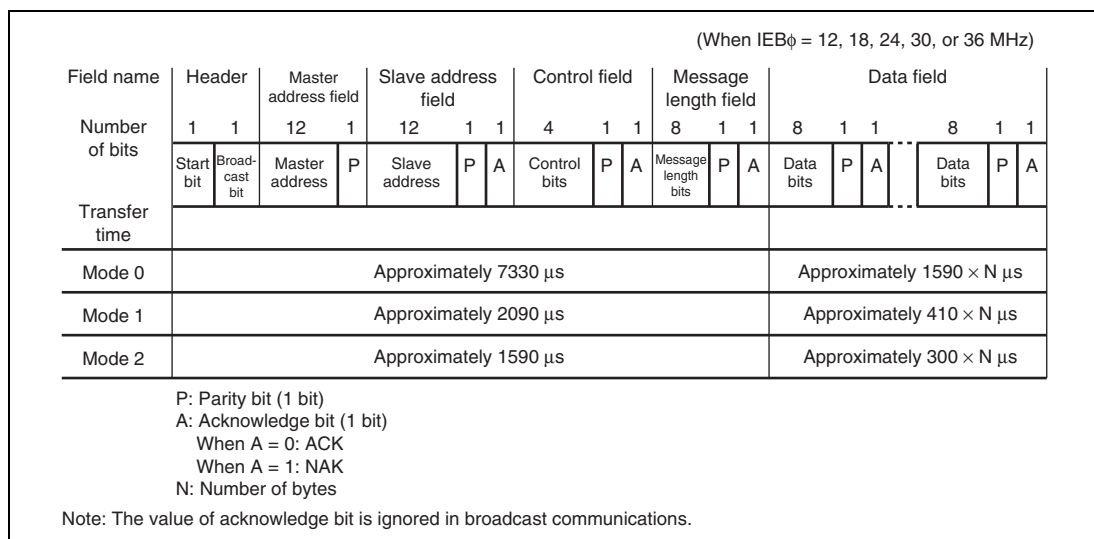 (When IEBϕ = 12, 18, 24, 30, or 36 MHz)
Field name Header Master address field Slave address field Control field Message length field Data field
Number of bits 1 1 12 1 12 1 1 4 1 1 8 1 1 8 1 1 8 1 1
Start bit Broad-cast bit Master address P Slave address P A Control bits P A Message length bits P A Data bits P A Data bits P A
Transfer time
Mode 0 Approximately 7330 μs Approximately 1590 × N μs
Mode 1 Approximately 2090 μs Approximately 410 × N μs
Mode 2 Approximately 1590 μs Approximately 300 × N μs
P: Parity bit (1 bit)
A: Acknowledge bit (1 bit)
When A = 0: ACK
When A = 1: NAK
N: Number of bytes
Note: The value of acknowledge bit is ignored in broadcast communications.